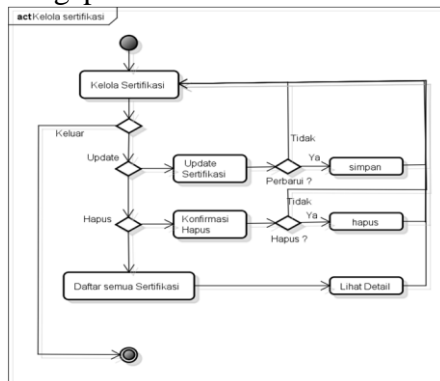 act Kelola sertifikasi
Kelola Sertifikasi
Keluar
Tidak
Update
Update
Sertifikasi
Ya
simpan
Perbarui ?
Tidak
Hapus
Konfirmasi
Hapus
Ya
hapus
Hapus ?
Daftar semua Sertifikasi
Lihat Detail